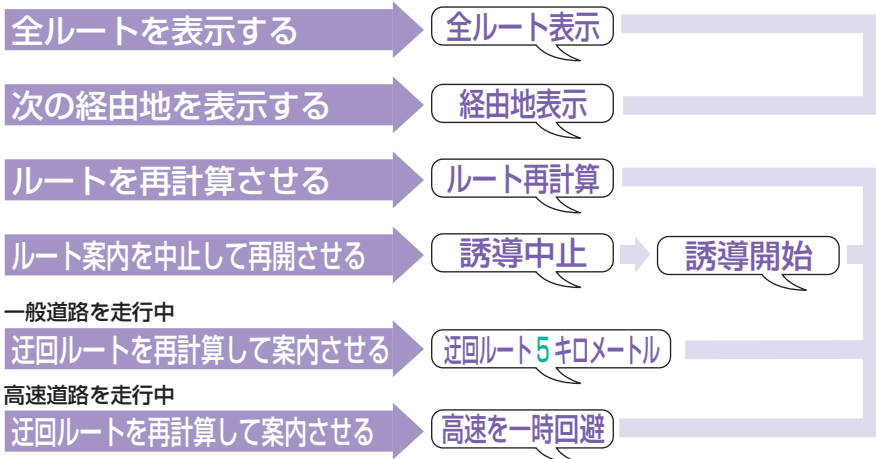 全ルートを表示する 全ルート表示
次の経由地を表示する 経由地表示
ルートを再計算させる ルート再計算
ルート案内を中止して再開させる 誘導中止 誘導開始
一般道路を走行中
迂回ルートを再計算して案内させる 迂回ルート5キロメートル
高速道路を走行中
迂回ルートを再計算して案内させる 高速を一時回避